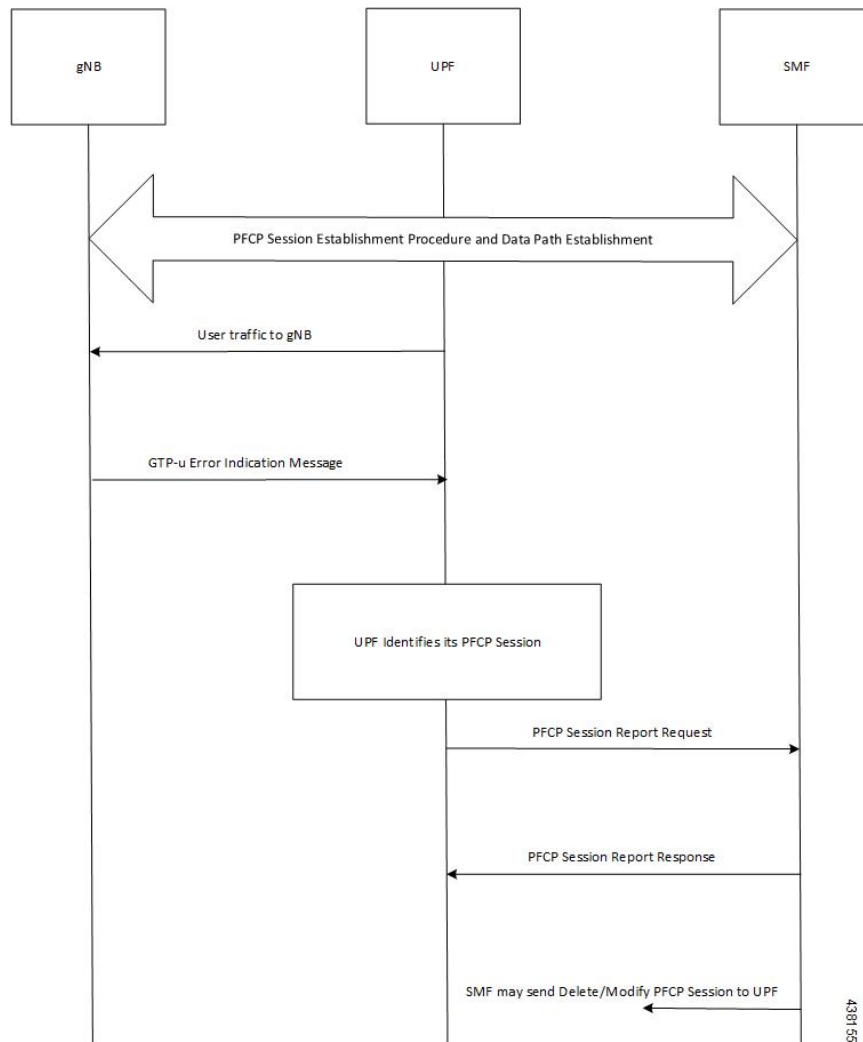 gNB
UPF
SMF
PFCP Session Establishment Procedure and Data Path Establishment
User traffic to gNB
GTP-u Error Indication Message
UPF Identifies its PFCP Session
PFCP Session Report Request
PFCP Session Report Response
SMF may send Delete/Modify PFCP Session to UPF
438155